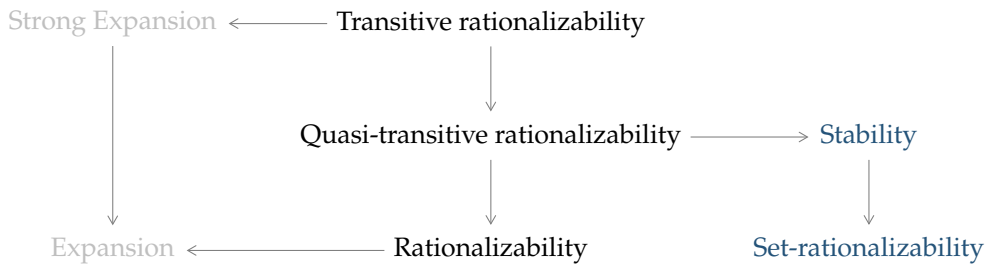 Strong Expansion
Transitive rationalizability
Quasi-transitive rationalizability
Stability
Expansion
Rationalizability
Set-rationalizability